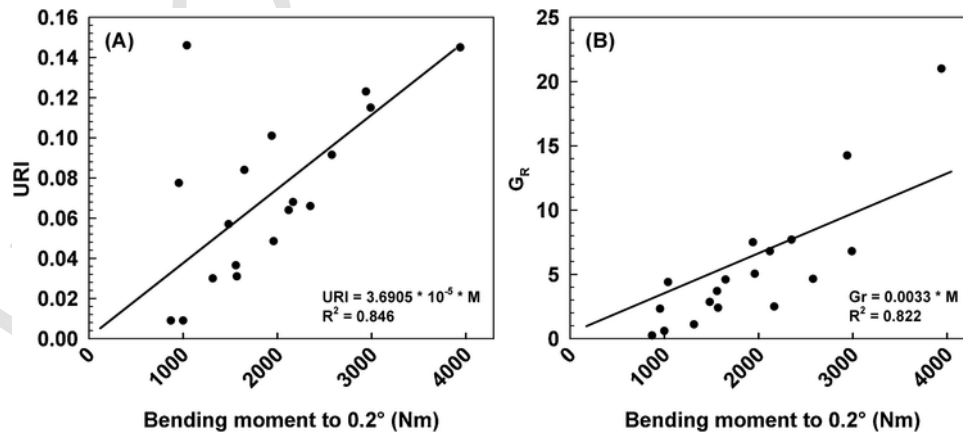 (A)
0.16
0.14
0.12
0.10
0.08
0.06
0.04
0.02
0.00
URI
URI = 3.6905 * 10⁻⁵ * M
R² = 0.846
0
1000
2000
3000
4000
Bending moment to 0.2° (Nm)
(B)
25
20
15
10
5
0
G_R
Gr = 0.0033 * M
R² = 0.822
0
1000
2000
3000
4000
Bending moment to 0.2° (Nm)